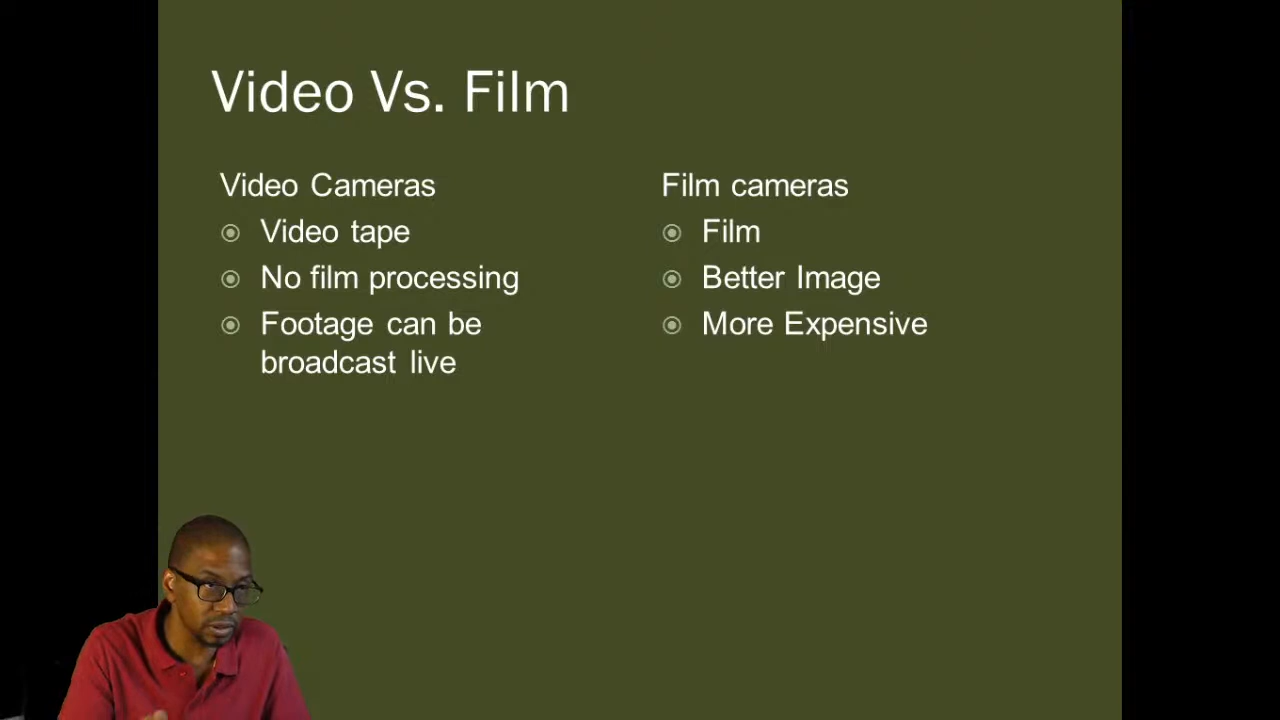 Video Vs. Film
Video Cameras
Video tape
No film processing
Footage can be
broadcast live
Film cameras
Film
Better Image
More Expensive